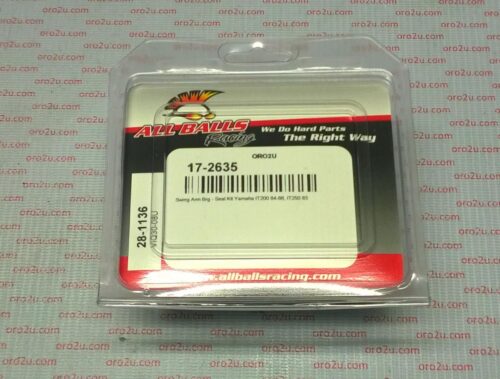 ALL BALLS
Racing
We Do Hard Parts
The Right Way
ORO2U
17-2635
Swing Arm Brg - Seal Kit Yamaha IT200 84-86, IT250 83
28-1136
www.allballsracing.com
oro2u.com